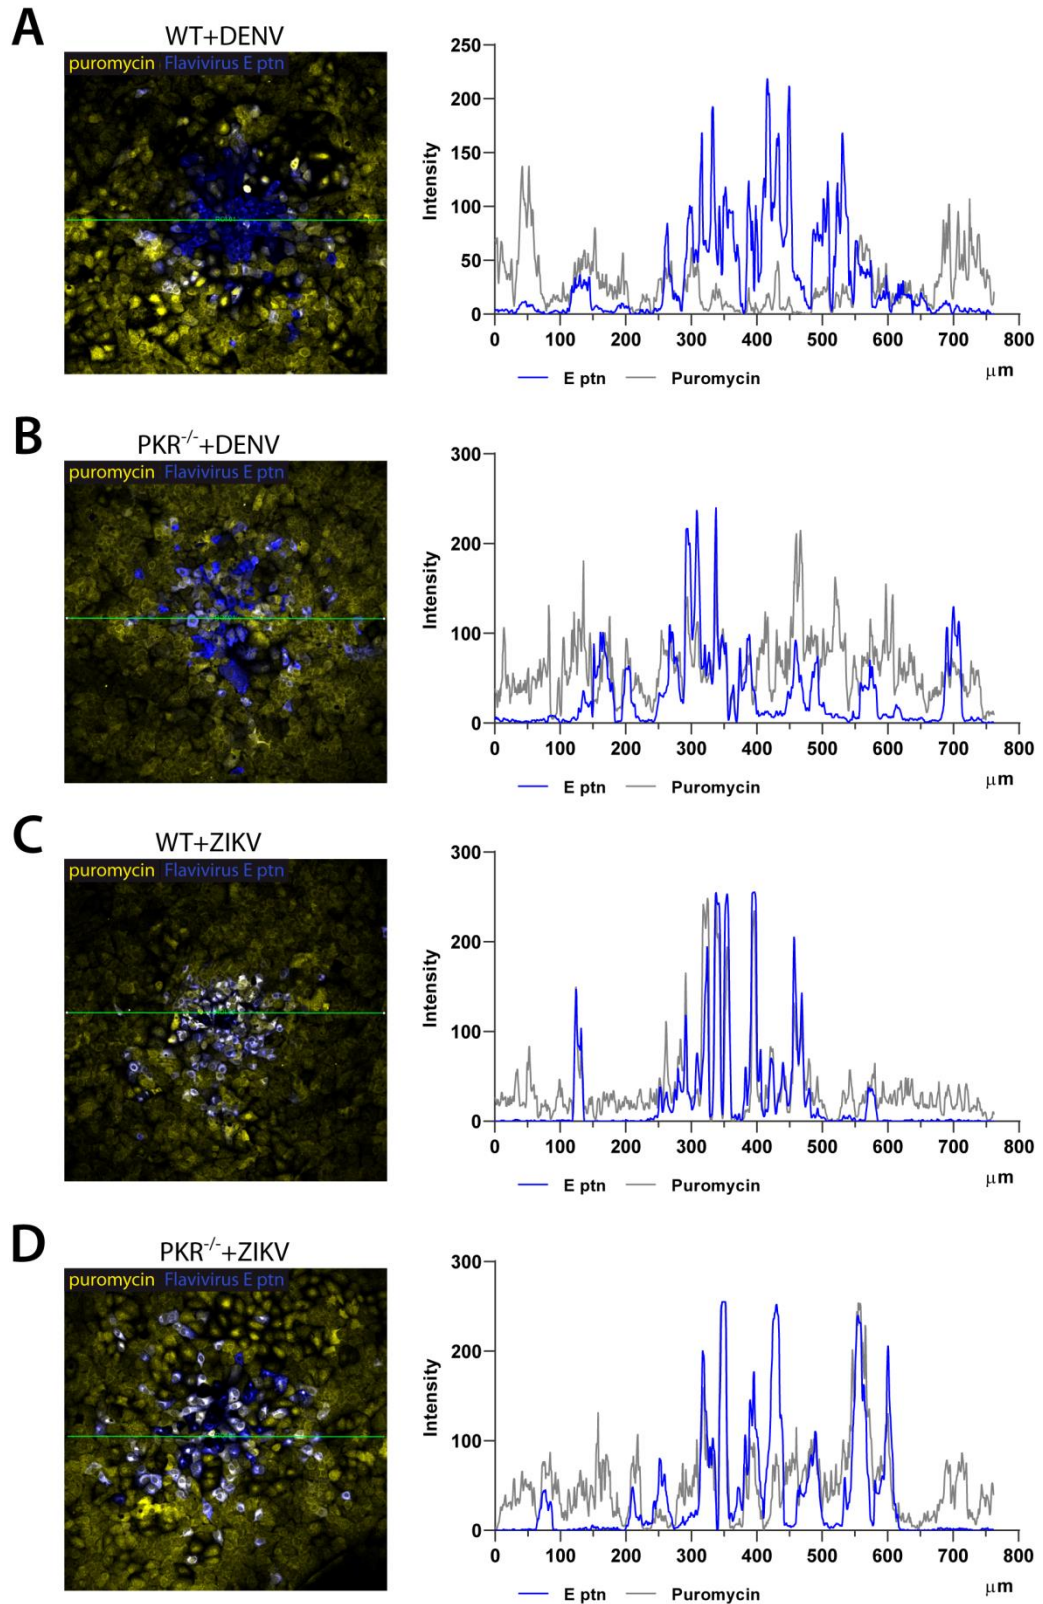 A
WT+DENV
puromycin Flavivirus E ptn
250
200
150
100
50
0
Intensity
0 100 200 300 400 500 600 700 800
μm
E ptn Puromycin
B
PKR-/-+DENV
puromycin Flavivirus E ptn
300
200
100
0
Intensity
0 100 200 300 400 500 600 700 800
μm
E ptn Puromycin
C
WT+ZIKV
puromycin Flavivirus E ptn
300
200
100
0
Intensity
0 100 200 300 400 500 600 700 800
μm
E ptn Puromycin
D
PKR-/-+ZIKV
puromycin Flavivirus E ptn
300
200
100
0
Intensity
0 100 200 300 400 500 600 700 800
μm
E ptn Puromycin